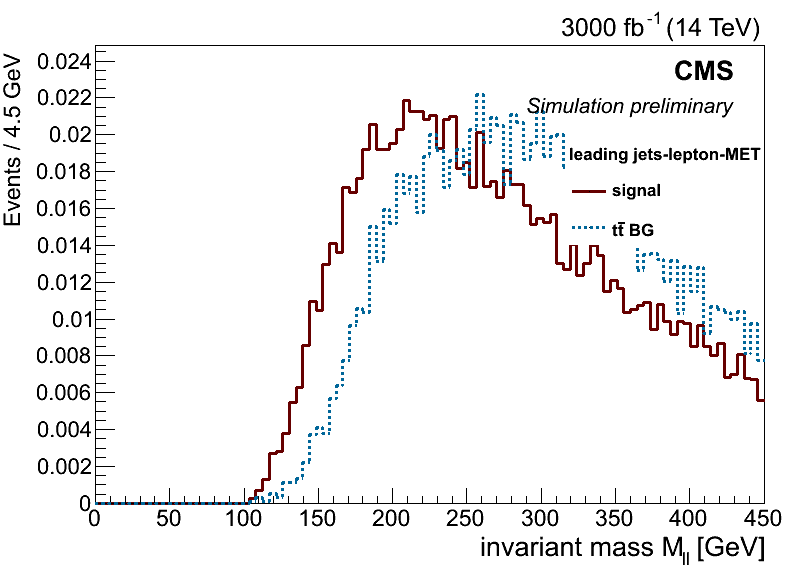 3000 fb⁻¹ (14 TeV)
CMS
Simulation preliminary
leading jets-lepton-MET
signal
tt̅ BG
Events / 4.5 GeV
0.024
0.022
0.02
0.018
0.016
0.014
0.012
0.01
0.008
0.006
0.004
0.002
0
0 50 100 150 200 250 300 350 400 450
invariant mass M_ll [GeV]